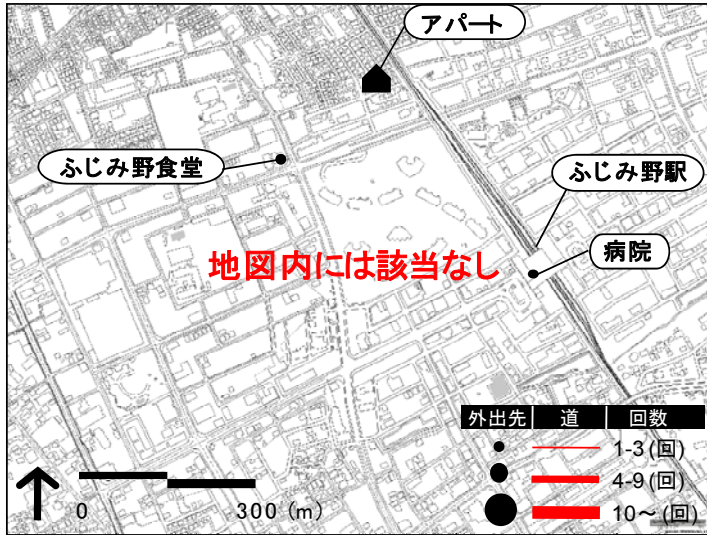 アパート
ふじみ野食堂
ふじみ野駅
病院
地図内には該当なし
外出先 道 回数
1-3(回)
4-9(回)
10～(回)
0 300(m)